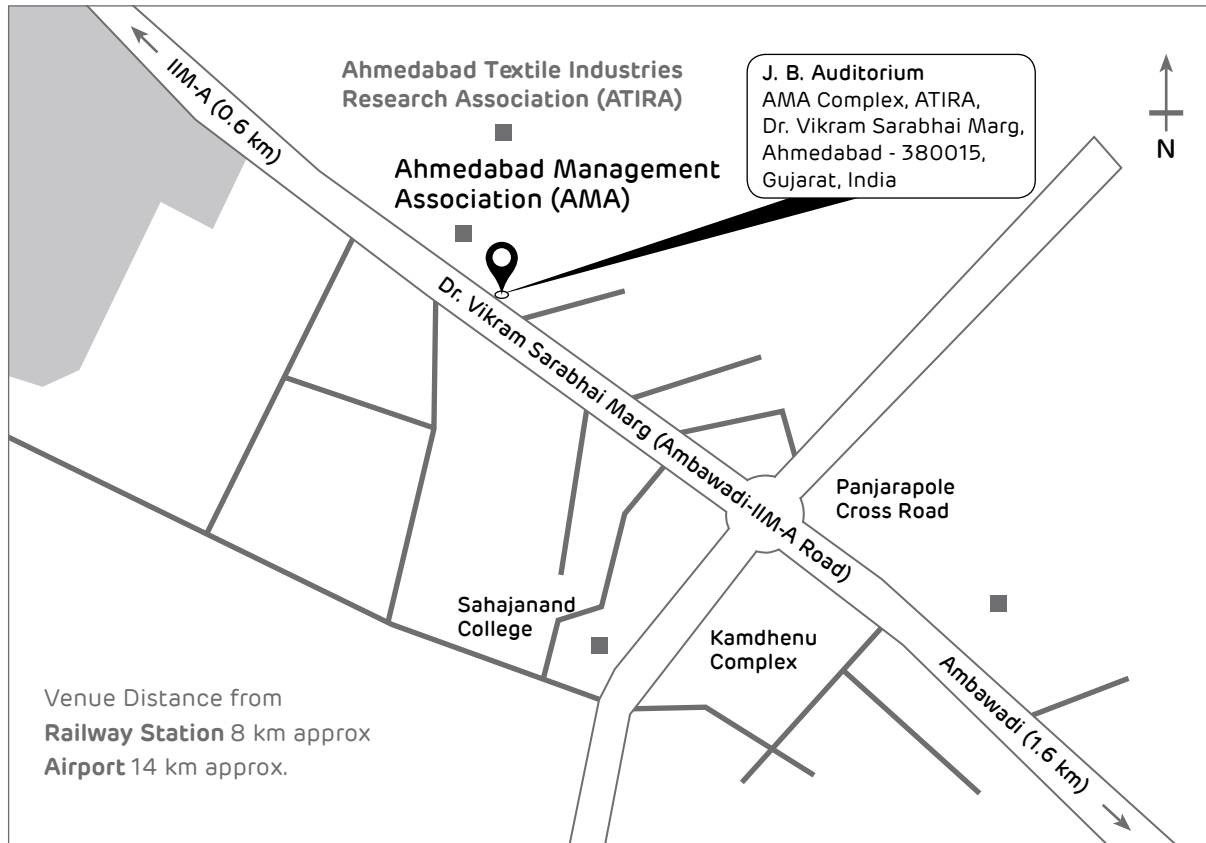 IIM-A (0.6 km)
Ahmedabad Textile Industries
Research Association (ATIRA)
J. B. Auditorium
AMA Complex, ATIRA,
Dr. Vikram Sarabhai Marg,
Ahmedabad - 380015,
Gujarat, India
N
Ahmedabad Management
Association (AMA)
Dr. Vikram Sarabhai Marg (Ambawadi-IIM-A Road)
Panjarapole
Cross Road
Sahajanand
College
Kamdhenu
Complex
Ambawadi (1.6 km)
Venue Distance from
Railway Station 8 km approx
Airport 14 km approx.